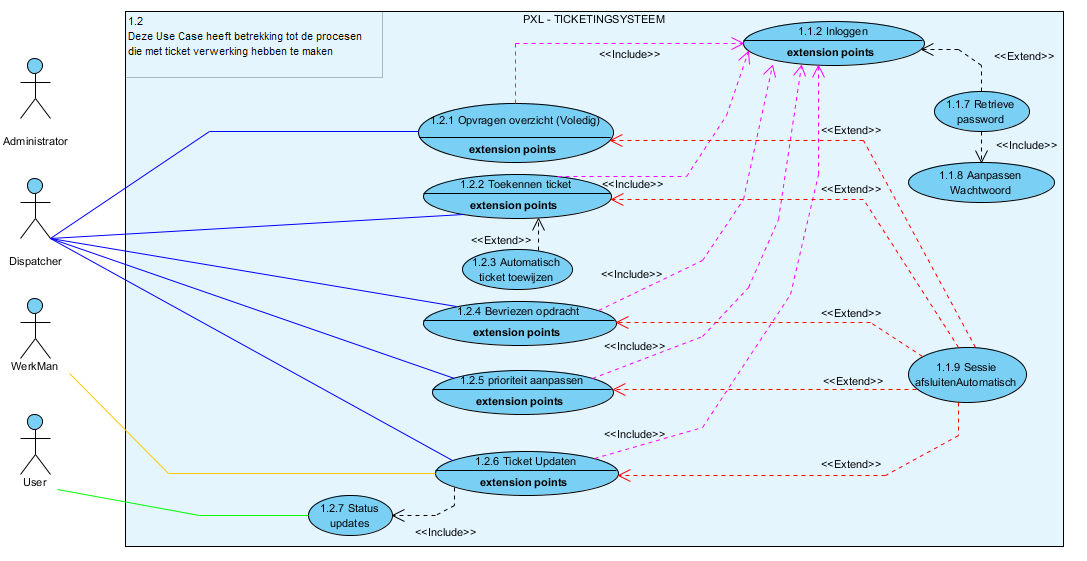 PXL - TICKETINGSYSTEEM
1.2
Deze Use Case heeft betrekking tot de procesen
die met ticket verwerking hebben te maken
1.1.2 Inloggen
extension points
<<Include>>
<<Extend>>
1.1.7 Retrieve
password
<<Include>>
1.1.8 Aanpassen
Wachtwoord
Administrator
1.2.1 Opvragen overzicht (Voledig)
extension points
<<Extend>>
1.2.2 Toekennen ticket
extension points
<<Include>>
<<Extend>>
<<Extend>>
1.2.3 Automatisch
ticket toewijzen
Dispatcher
<<Include>>
1.2.4 Bevriezen opdracht
extension points
<<Extend>>
<<Include>>
WerkMan
1.2.5 prioriteit aanpassen
extension points
<<Extend>>
1.1.9 Sessie
afsluitenAutomatisch
<<Include>>
1.2.6 Ticket Updaten
extension points
<<Extend>>
User
1.2.7 Status
updates
<<Include>>